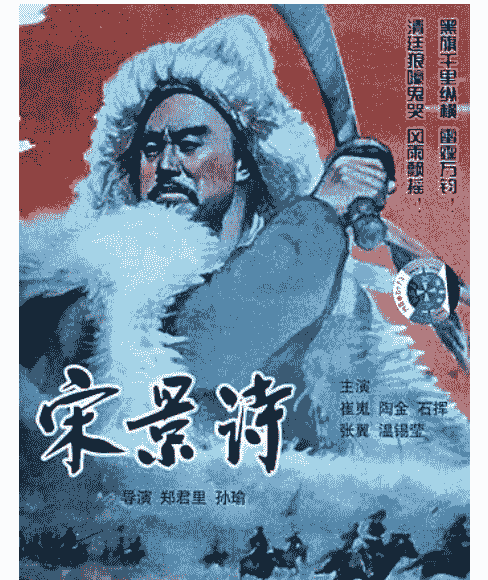 黑旗千里纵横 雷霆万钧，
清廷狼嚎鬼哭 风雨飘摇！
宋景诗
主演
崔嵬 陶金 石挥
张翼 温锡莹
导演 郑君里 孙瑜